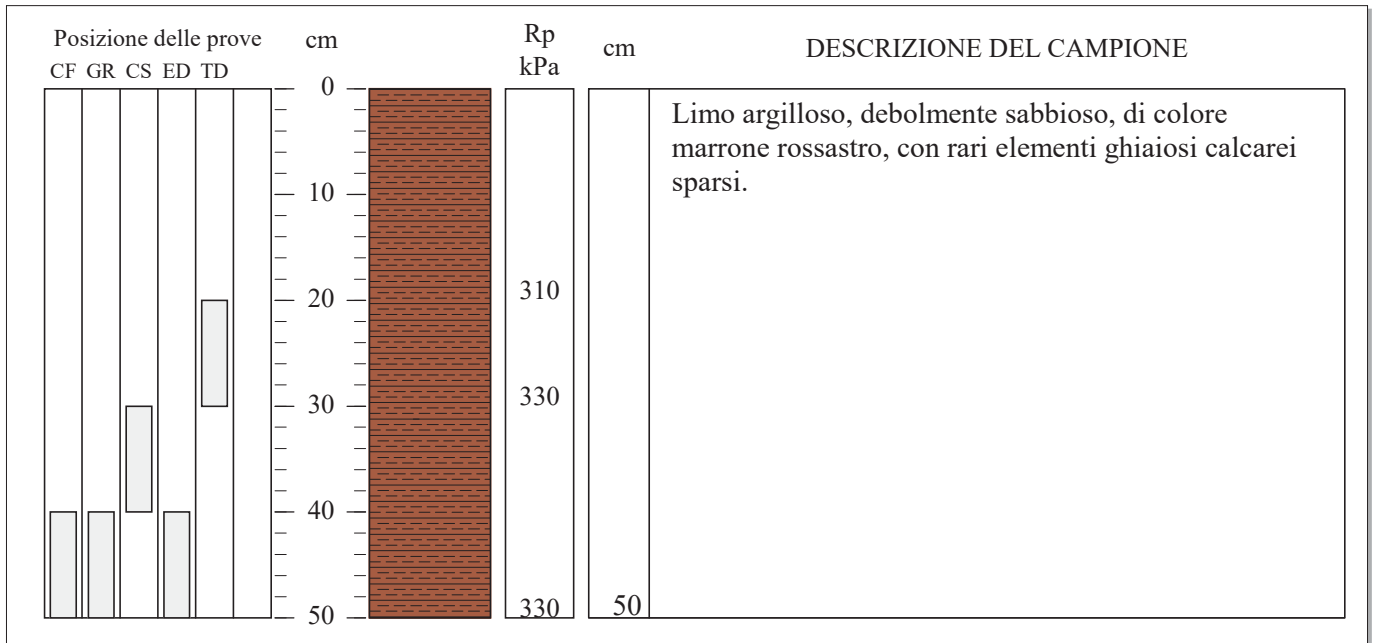 Posizione delle prove
CF GR CS ED TD
cm
Rp
kPa
cm
DESCRIZIONE DEL CAMPIONE
0
10
20
30
40
50
310
330
330
50
Limo argilloso, debolmente sabbioso, di colore
marrone rossastro, con rari elementi ghiaiosi calcarei
sparsi.